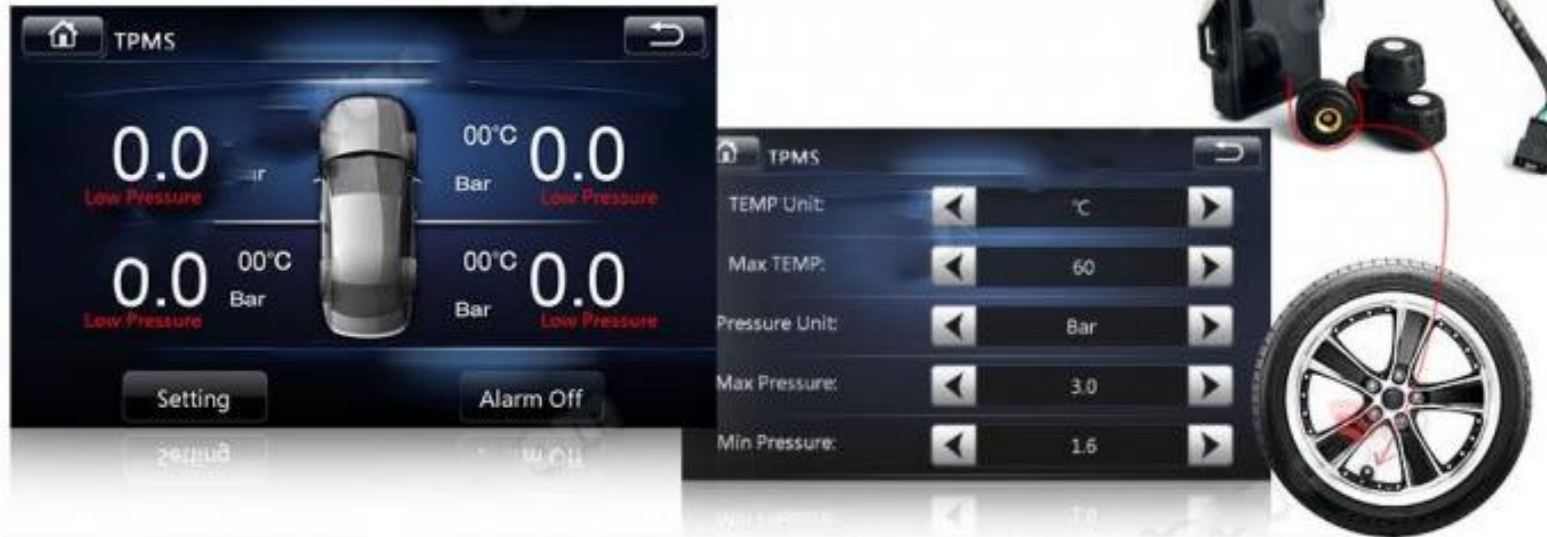 TPMS
0.0
Low Pressure
00°C
Bar
0.0
Low Pressure
0.0
Low Pressure
00°C
Bar
00°C
Bar
0.0
Low Pressure
Setting
Alarm Off
TPMS
TEMP Unit:
°C
Max TEMP:
60
Pressure Unit:
Bar
Max Pressure:
3.0
Min Pressure:
1.6